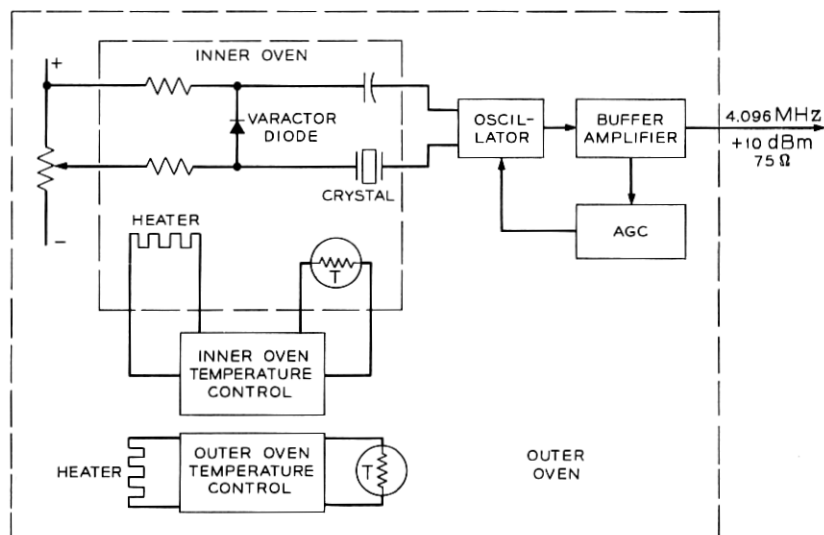 +
INNER OVEN
VARACTOR
DIODE
CRYSTAL
−
OSCIL-
LATOR
BUFFER
AMPLIFIER
4.096 MHz
+10 dBm
75 Ω
AGC
HEATER
T
INNER OVEN
TEMPERATURE
CONTROL
HEATER
OUTER OVEN
TEMPERATURE
CONTROL
T
OUTER
OVEN